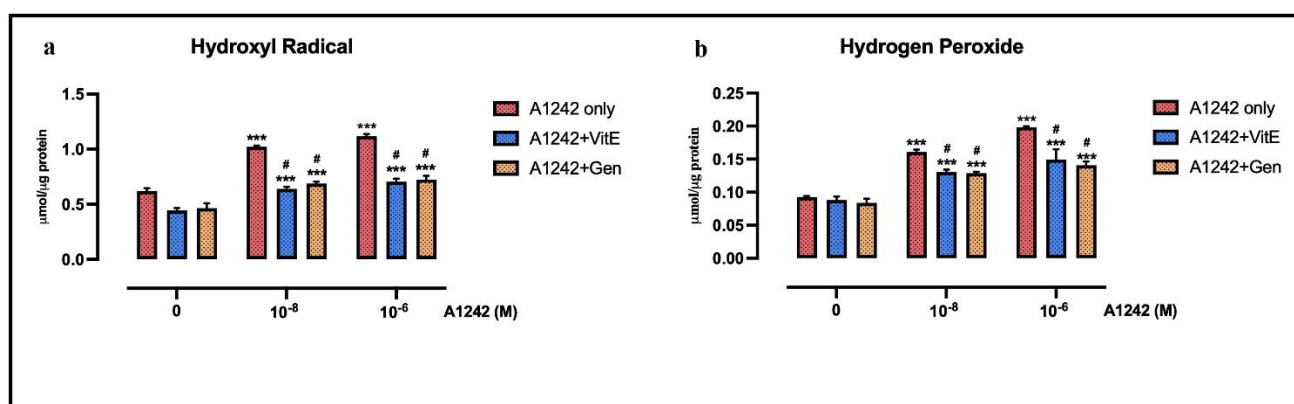 a
Hydroxyl Radical
μmol/μg protein
1.5
1.0
0.5
0.0
***
#
***
#
***
***
#
***
#
***
0
10⁻⁸
10⁻⁶
A1242 (M)
A1242 only
A1242+VitE
A1242+Gen
b
Hydrogen Peroxide
μmol/μg protein
0.25
0.20
0.15
0.10
0.05
0.00
***
#
***
#
***
***
#
***
#
***
0
10⁻⁸
10⁻⁶
A1242 (M)
A1242 only
A1242+VitE
A1242+Gen